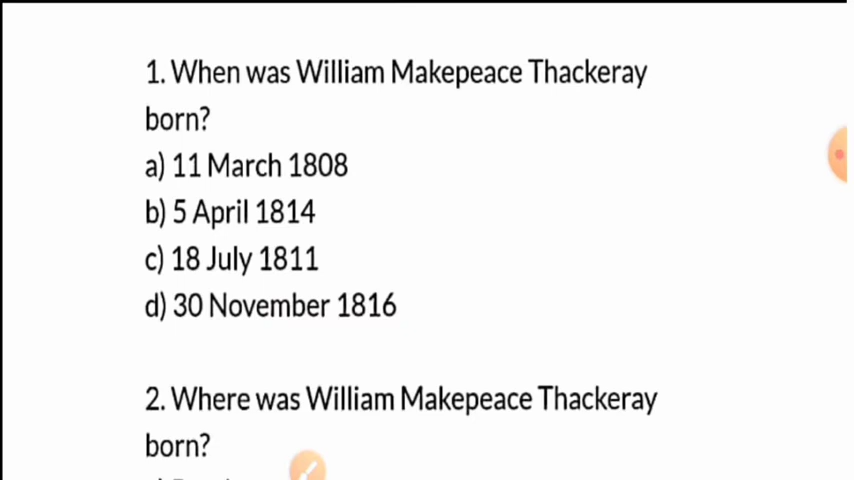 1. When was William Makepeace Thackeray
born?
a) 11 March 1808
b) 5 April 1814
c) 18 July 1811
d) 30 November 1816
2. Where was William Makepeace Thackeray
born?